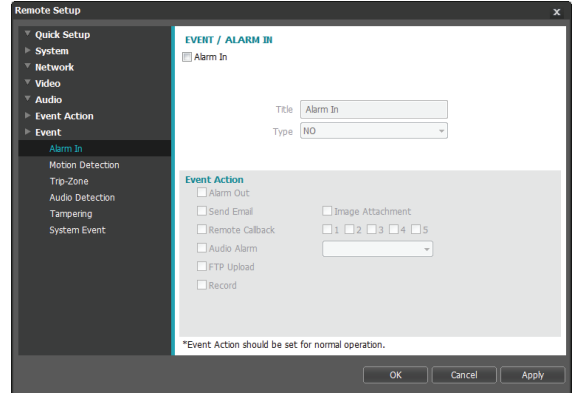 Remote Setup x
Quick Setup
System
Network
Video
Audio
Event Action
Event
Alarm In
Motion Detection
Trip-Zone
Audio Detection
Tampering
System Event
EVENT / ALARM IN
Alarm In
Title Alarm In
Type NO
Event Action
Alarm Out
Send Email Image Attachment
Remote Callback 1 2 3 4 5
Audio Alarm
FTP Upload
Record
*Event Action should be set for normal operation.
OK Cancel Apply